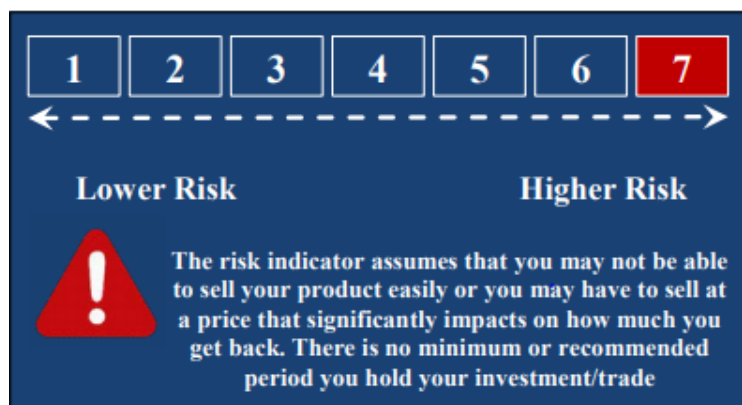 1 2 3 4 5 6 7
Lower Risk Higher Risk
The risk indicator assumes that you may not be able
to sell your product easily or you may have to sell at
a price that significantly impacts on how much you
get back. There is no minimum or recommended
period you hold your investment/trade